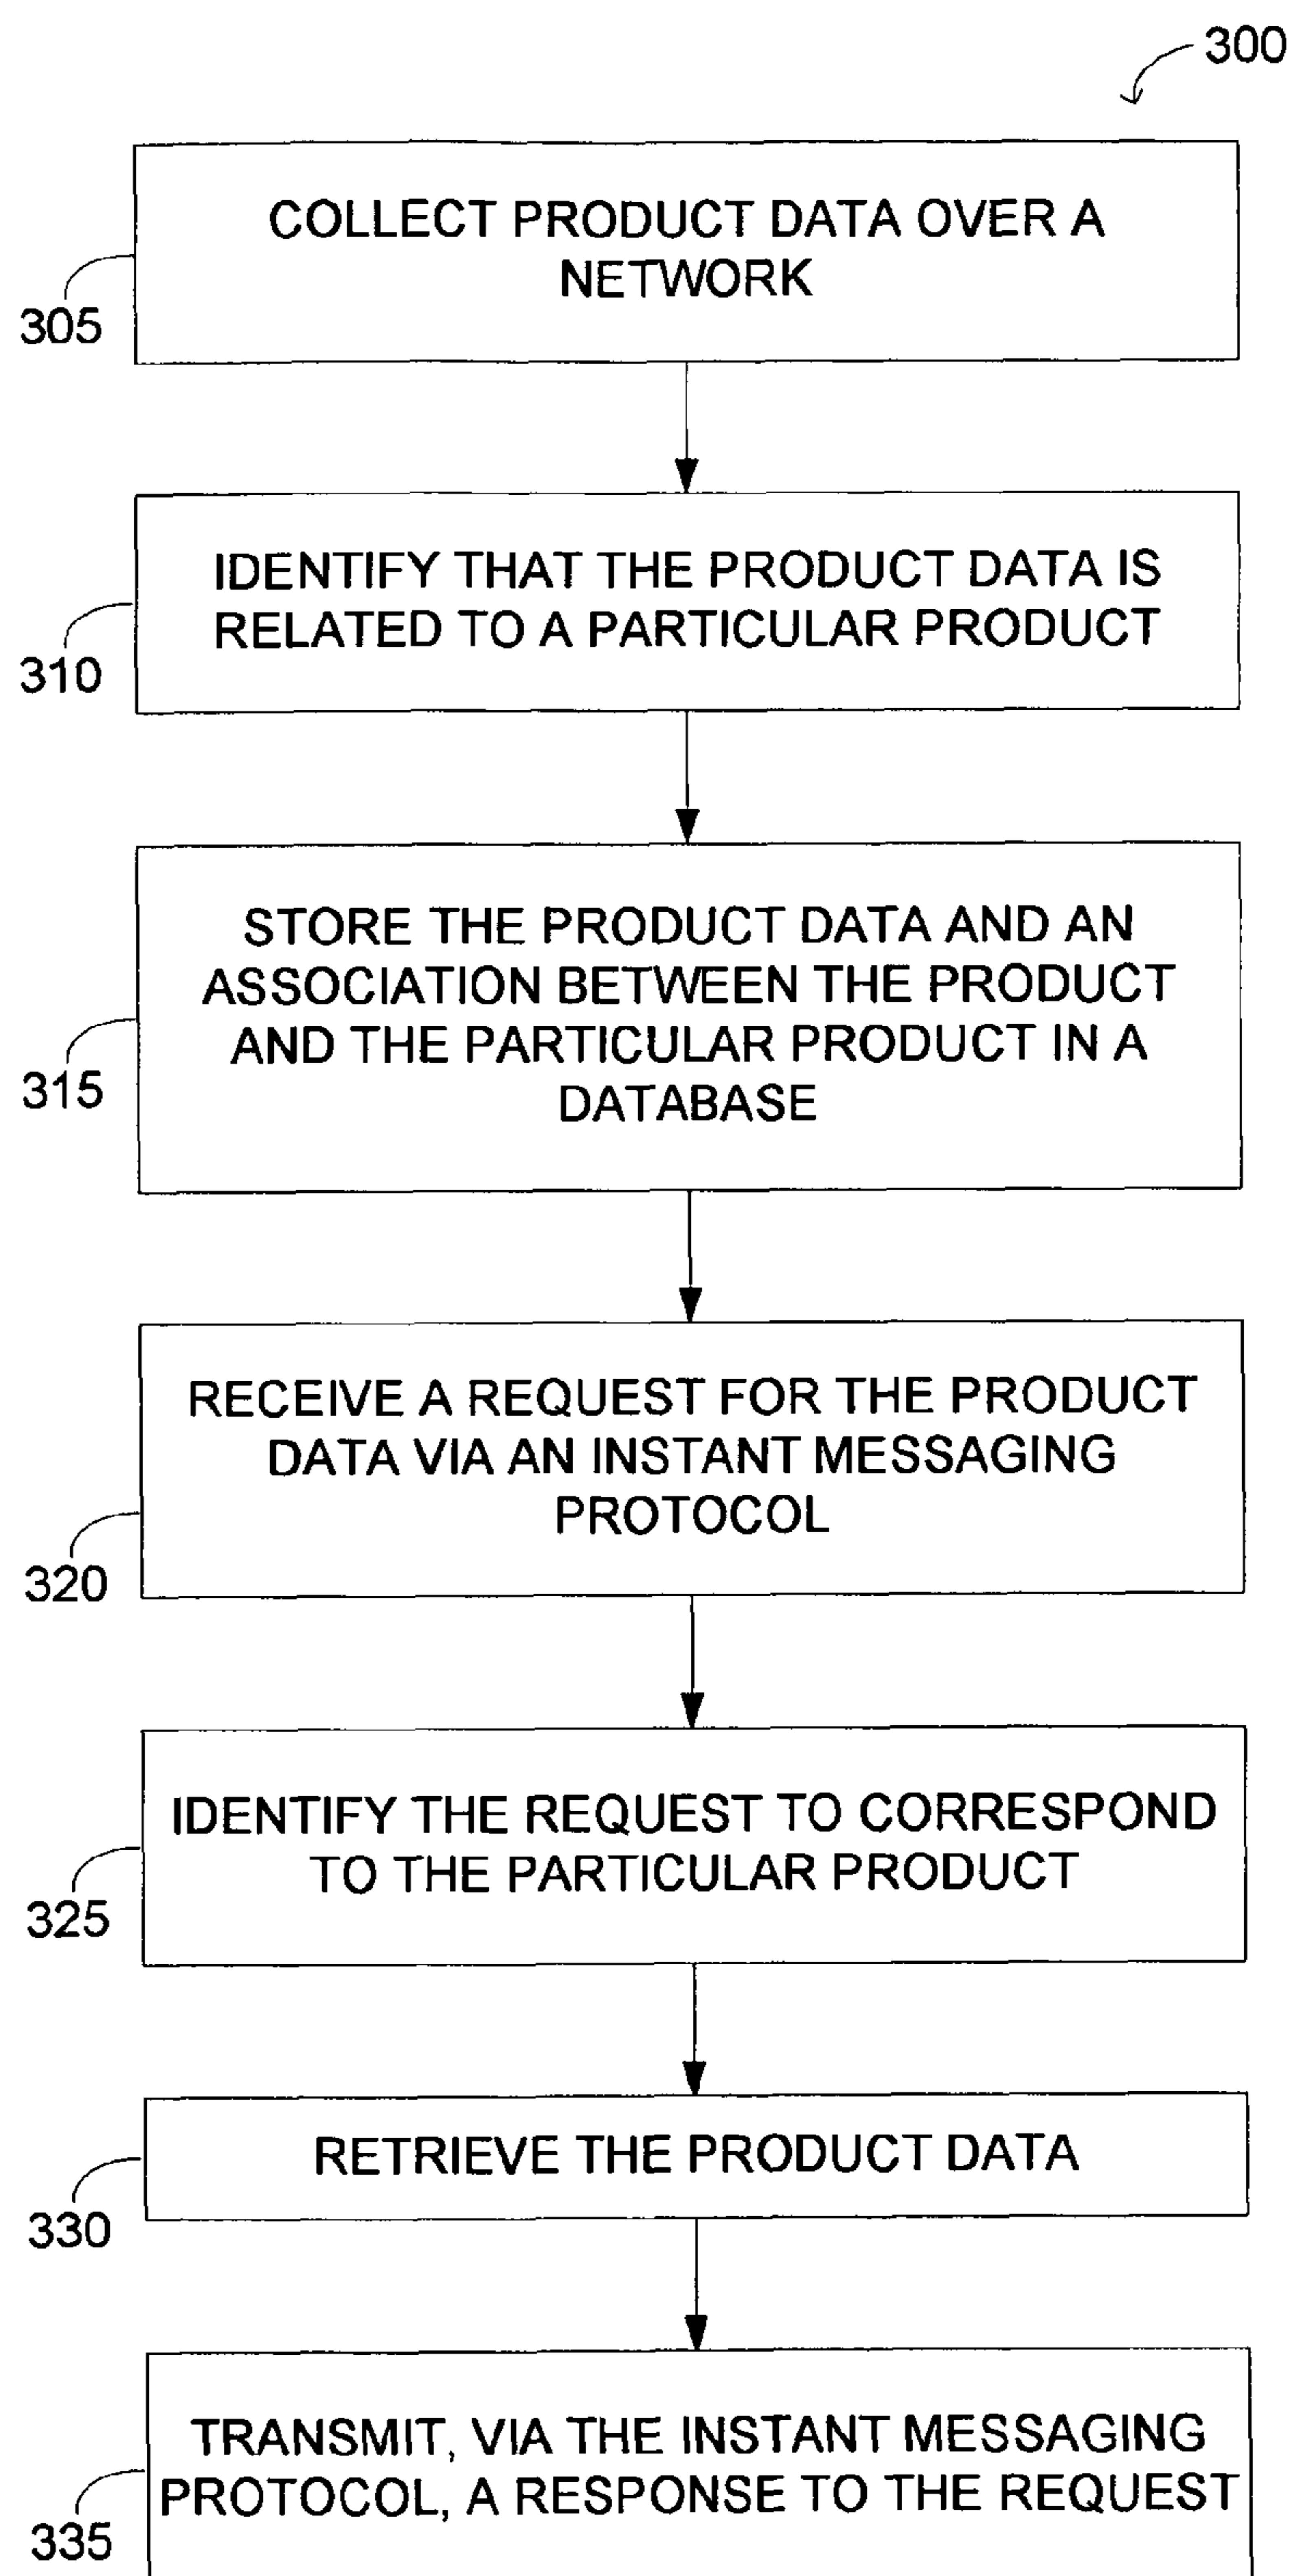 300
COLLECT PRODUCT DATA OVER A
NETWORK
305
IDENTIFY THAT THE PRODUCT DATA IS
RELATED TO A PARTICULAR PRODUCT
310
STORE THE PRODUCT DATA AND AN
ASSOCIATION BETWEEN THE PRODUCT
AND THE PARTICULAR PRODUCT IN A
DATABASE
315
RECEIVE A REQUEST FOR THE PRODUCT
DATA VIA AN INSTANT MESSAGING
PROTOCOL
320
IDENTIFY THE REQUEST TO CORRESPOND
TO THE PARTICULAR PRODUCT
325
RETRIEVE THE PRODUCT DATA
330
TRANSMIT, VIA THE INSTANT MESSAGING
PROTOCOL, A RESPONSE TO THE REQUEST
335